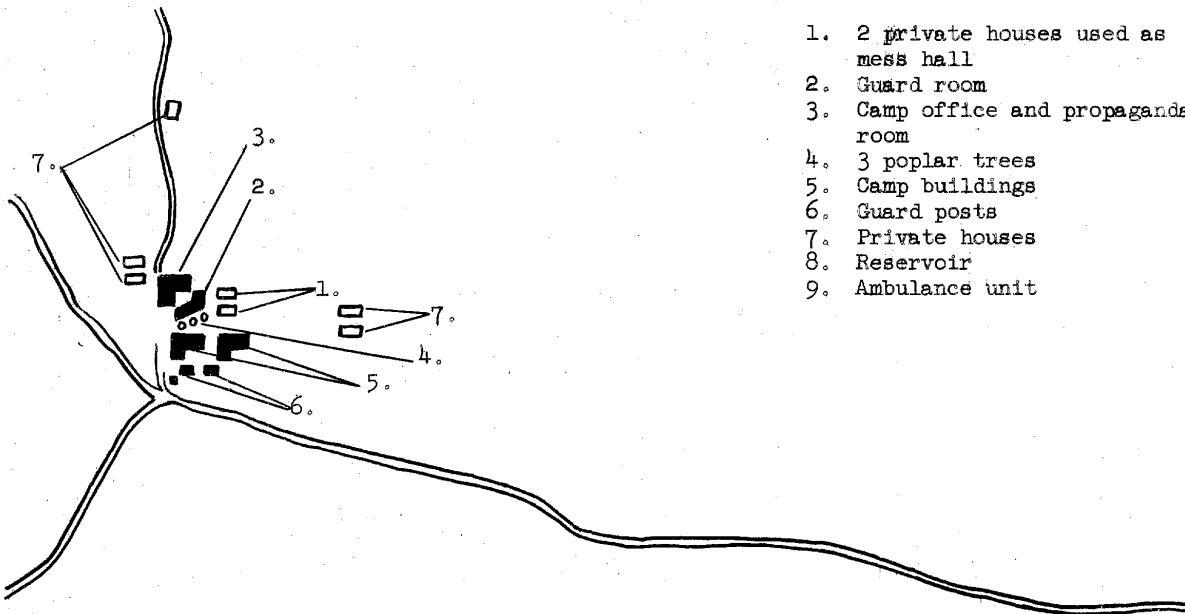 1. 2 private houses used as
mess hall
2. Guard room
3. Camp office and propaganda
room
4. 3 poplar trees
5. Camp buildings
6. Guard posts
7. Private houses
8. Reservoir
9. Ambulance unit
7.
3.
2.
1.
7.
4.
5.
6.